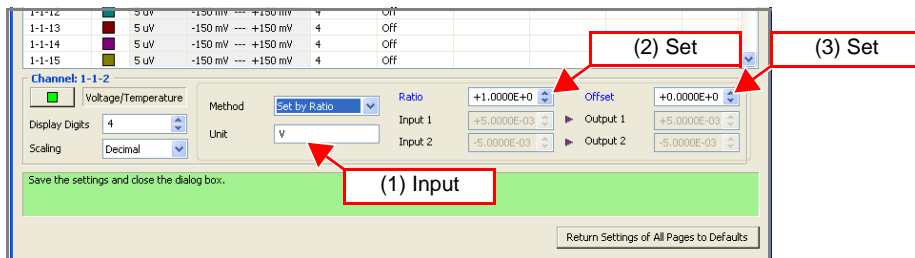 1-1-12 5 uV -150 mV --- +150 mV 4 Off
1-1-13 5 uV -150 mV --- +150 mV 4 Off
1-1-14 5 uV -150 mV --- +150 mV 4 Off
1-1-15 5 uV -150 mV --- +150 mV 4 Off
(2) Set
(3) Set
Channel: 1-1-2
Voltage/Temperature
Method Set by Ratio
Ratio +1.0000E+0 Offset +0.0000E+0
Display Digits 4
Unit V
Input 1 +5.0000E-03 Output 1 +5.0000E-03
Scaling Decimal
Input 2 -5.0000E-03 Output 2 -5.0000E-03
(1) Input
Save the settings and close the dialog box.
Return Settings of All Pages to Defaults